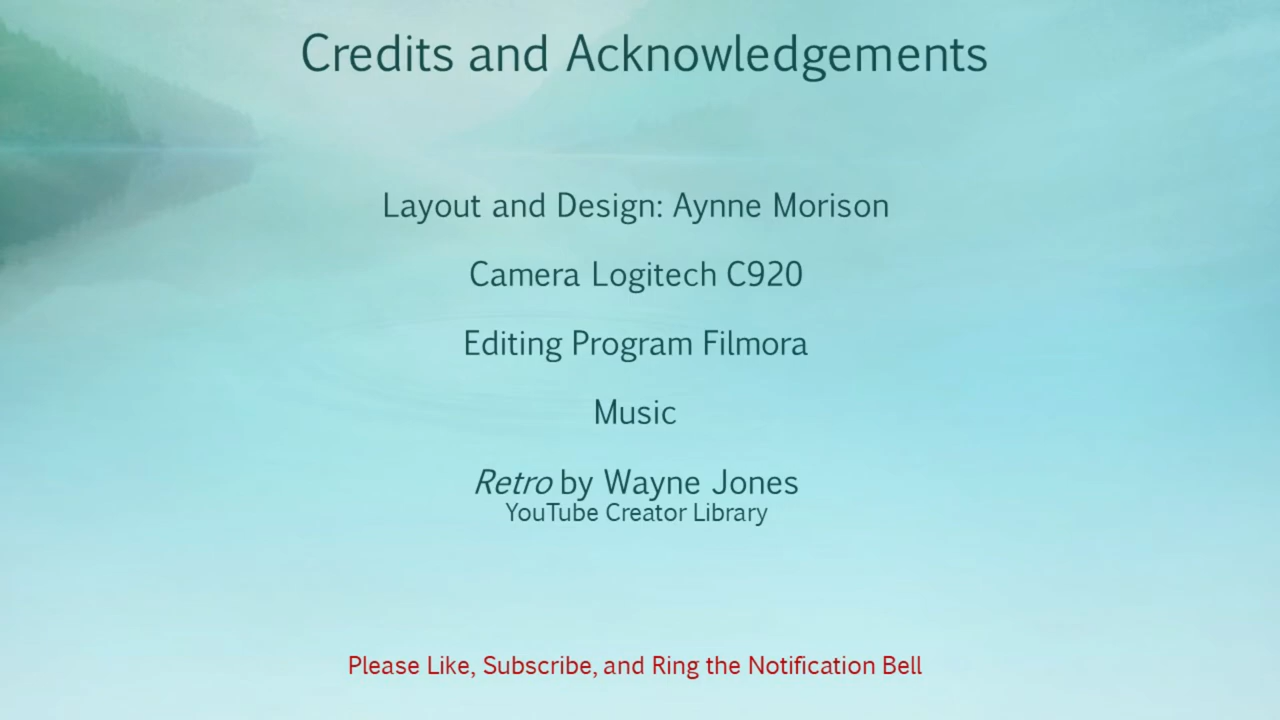 Credits and Acknowledgements
Layout and Design: Aynne Morison
Camera Logitech C920
Editing Program Filmora
Music
Retro by Wayne Jones
YouTube Creator Library
Please Like, Subscribe, and Ring the Notification Bell